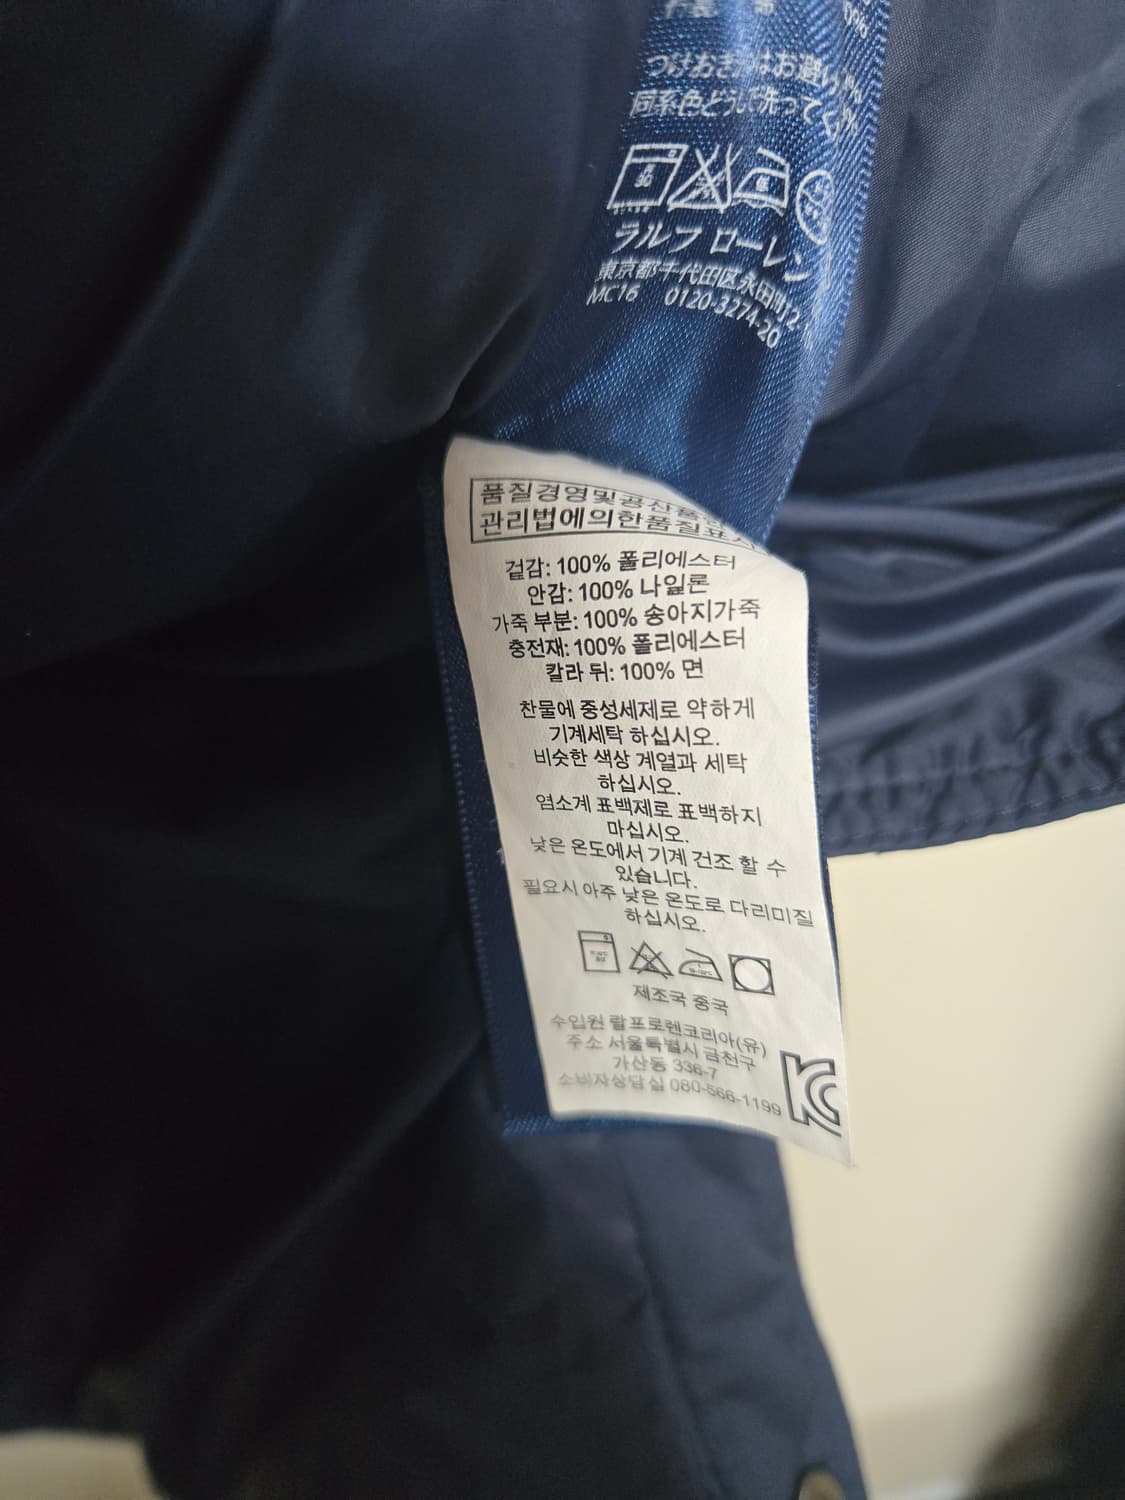 つけおきはお避け
同系色どうしで洗ってく
ラルフ ローレン
東京都千代田区永田町2-
MC16 0120-3274-20
품질경영및공산품안
관리법에의한품질표시
겉감: 100% 폴리에스터
안감: 100% 나일론
가죽 부분: 100% 송아지가죽
충전재: 100% 폴리에스터
칼라 뒤: 100% 면
찬물에 중성세제로 약하게
기계세탁 하십시오.
비슷한 색상 계열과 세탁
하십시오.
염소계 표백제로 표백하지
마십시오.
낮은 온도에서 기계 건조 할 수
있습니다.
필요시 아주 낮은 온도로 다리미질
하십시오.
제조국 중국
수입원 랄프로렌코리아(유)
주소 서울특별시 금천구
가산동 336-7
소비자상담실 080-566-1199